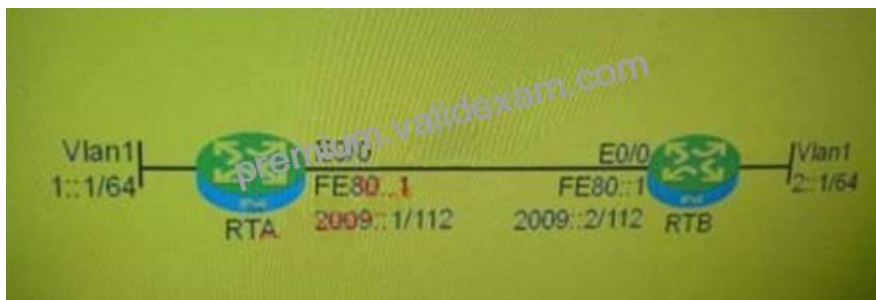 premium.validexam.com
Vlan1 E0/0 E0/0 Vlan1
1::1/64 FE80::1 FE80::1 2::1/64
RTA 2009::1/112 2009::2/112 RTB